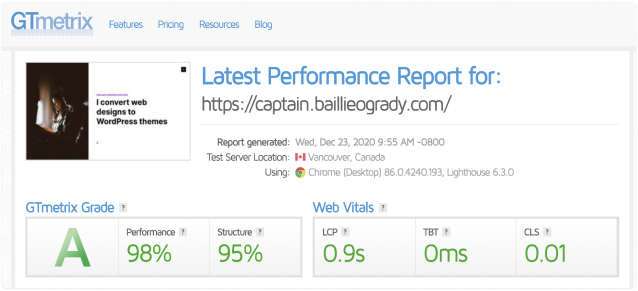 GTmetrix Features Pricing Resources Blog
Latest Performance Report for:
https://captain.baillieogrady.com/
I convert web
designs to
WordPress themes
Report generated: Wed, Dec 23, 2020 9:55 AM -0800
Test Server Location: Vancouver, Canada
Using: Chrome (Desktop) 86.0.4240.193, Lighthouse 6.3.0
GTmetrix Grade ?
Web Vitals ?
A
Performance ? Structure ?
98% 95%
LCP ? TBT ? CLS ?
0.9s 0ms 0.01